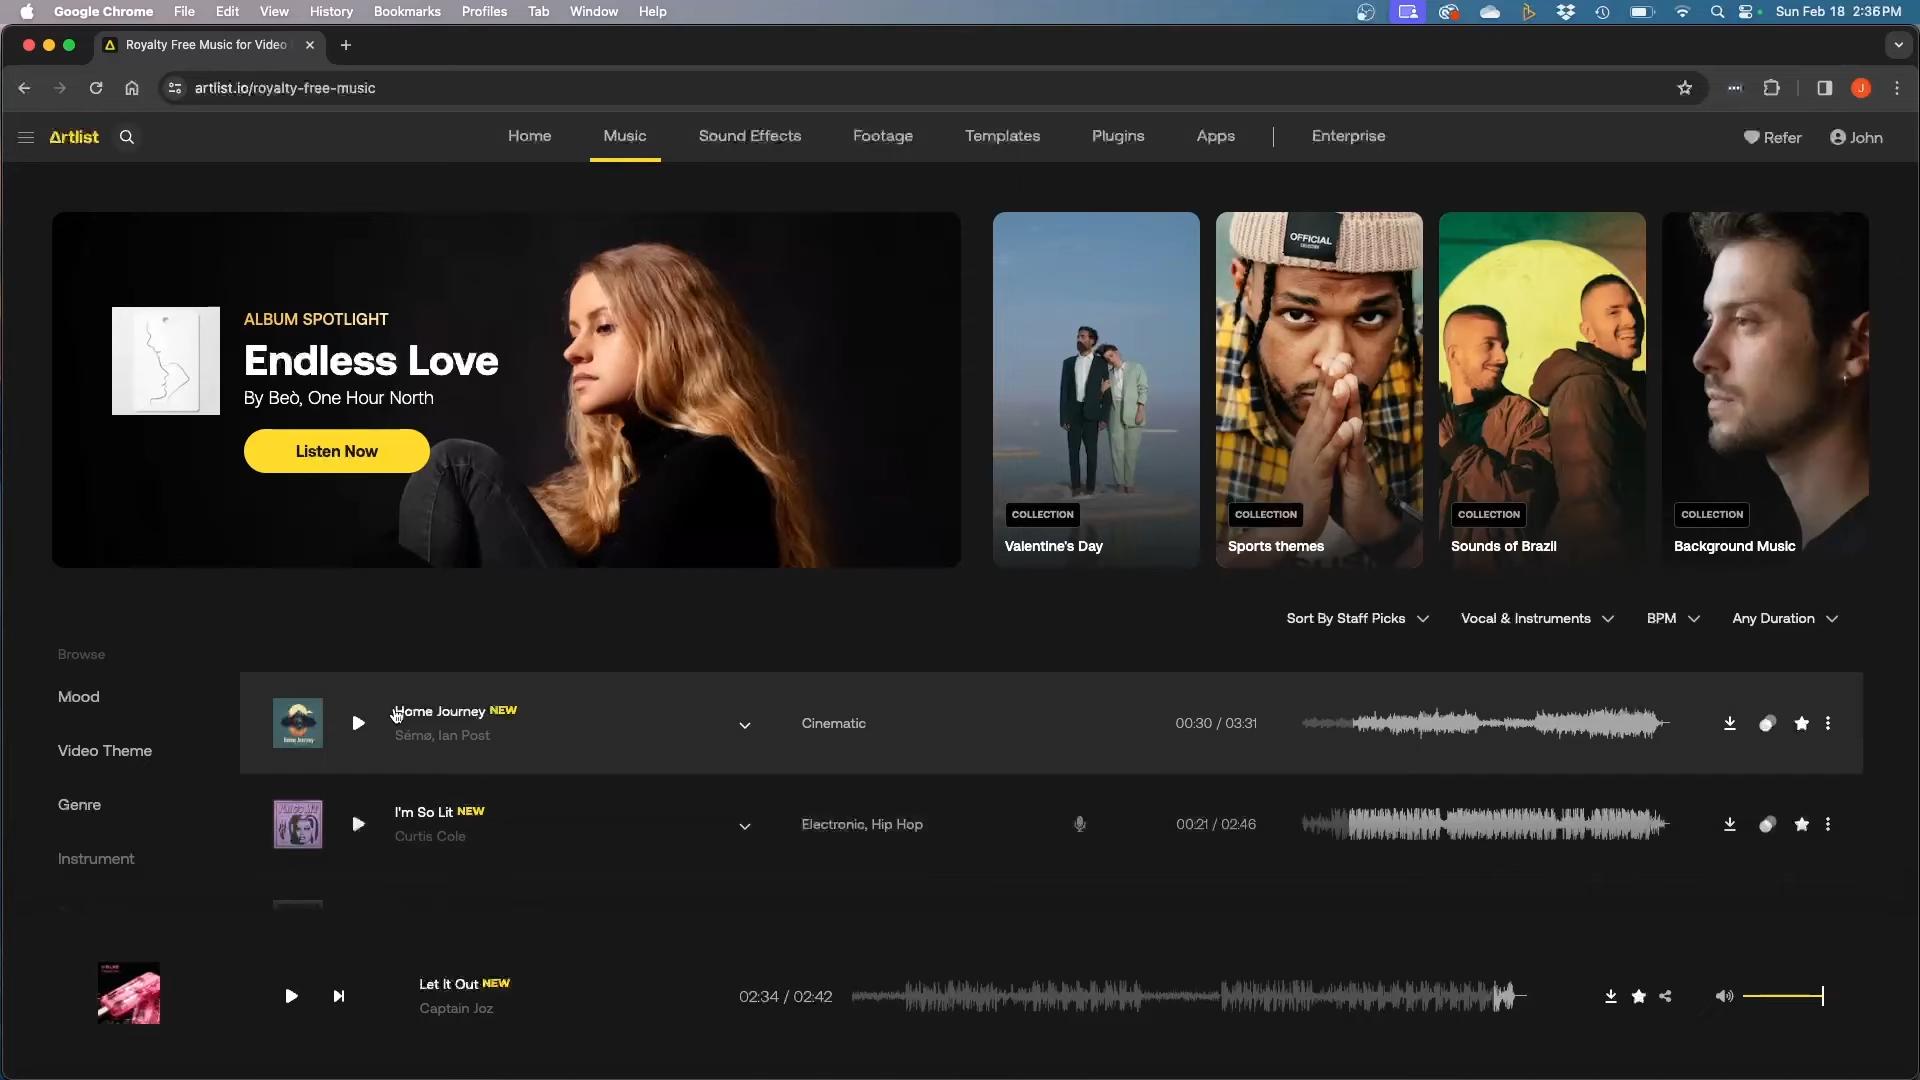 Google Chrome File Edit View History Bookmarks Profiles Tab Window Help Sun Feb 18 2:36 PM
Royalty Free Music for Video
artlist.io/royalty-free-music J
Artlist Home Music Sound Effects Footage Templates Plugins Apps Enterprise Refer John
OFFICIAL
ALBUM SPOTLIGHT
Endless Love
By Beò, One Hour North
Listen Now
COLLECTION
Valentine's Day
COLLECTION
Sports themes
COLLECTION
Sounds of Brazil
COLLECTION
Background Music
Sort By Staff Picks Vocal & Instruments BPM Any Duration
Browse
Mood
Video Theme
Genre
Instrument
Home Journey NEW
Sémø, Ian Post
Cinematic 00:30 / 03:31
I'm So Lit NEW
Curtis Cole
Electronic, Hip Hop 00:21 / 02:46
Let It Out NEW
Captain Joz
02:34 / 02:42